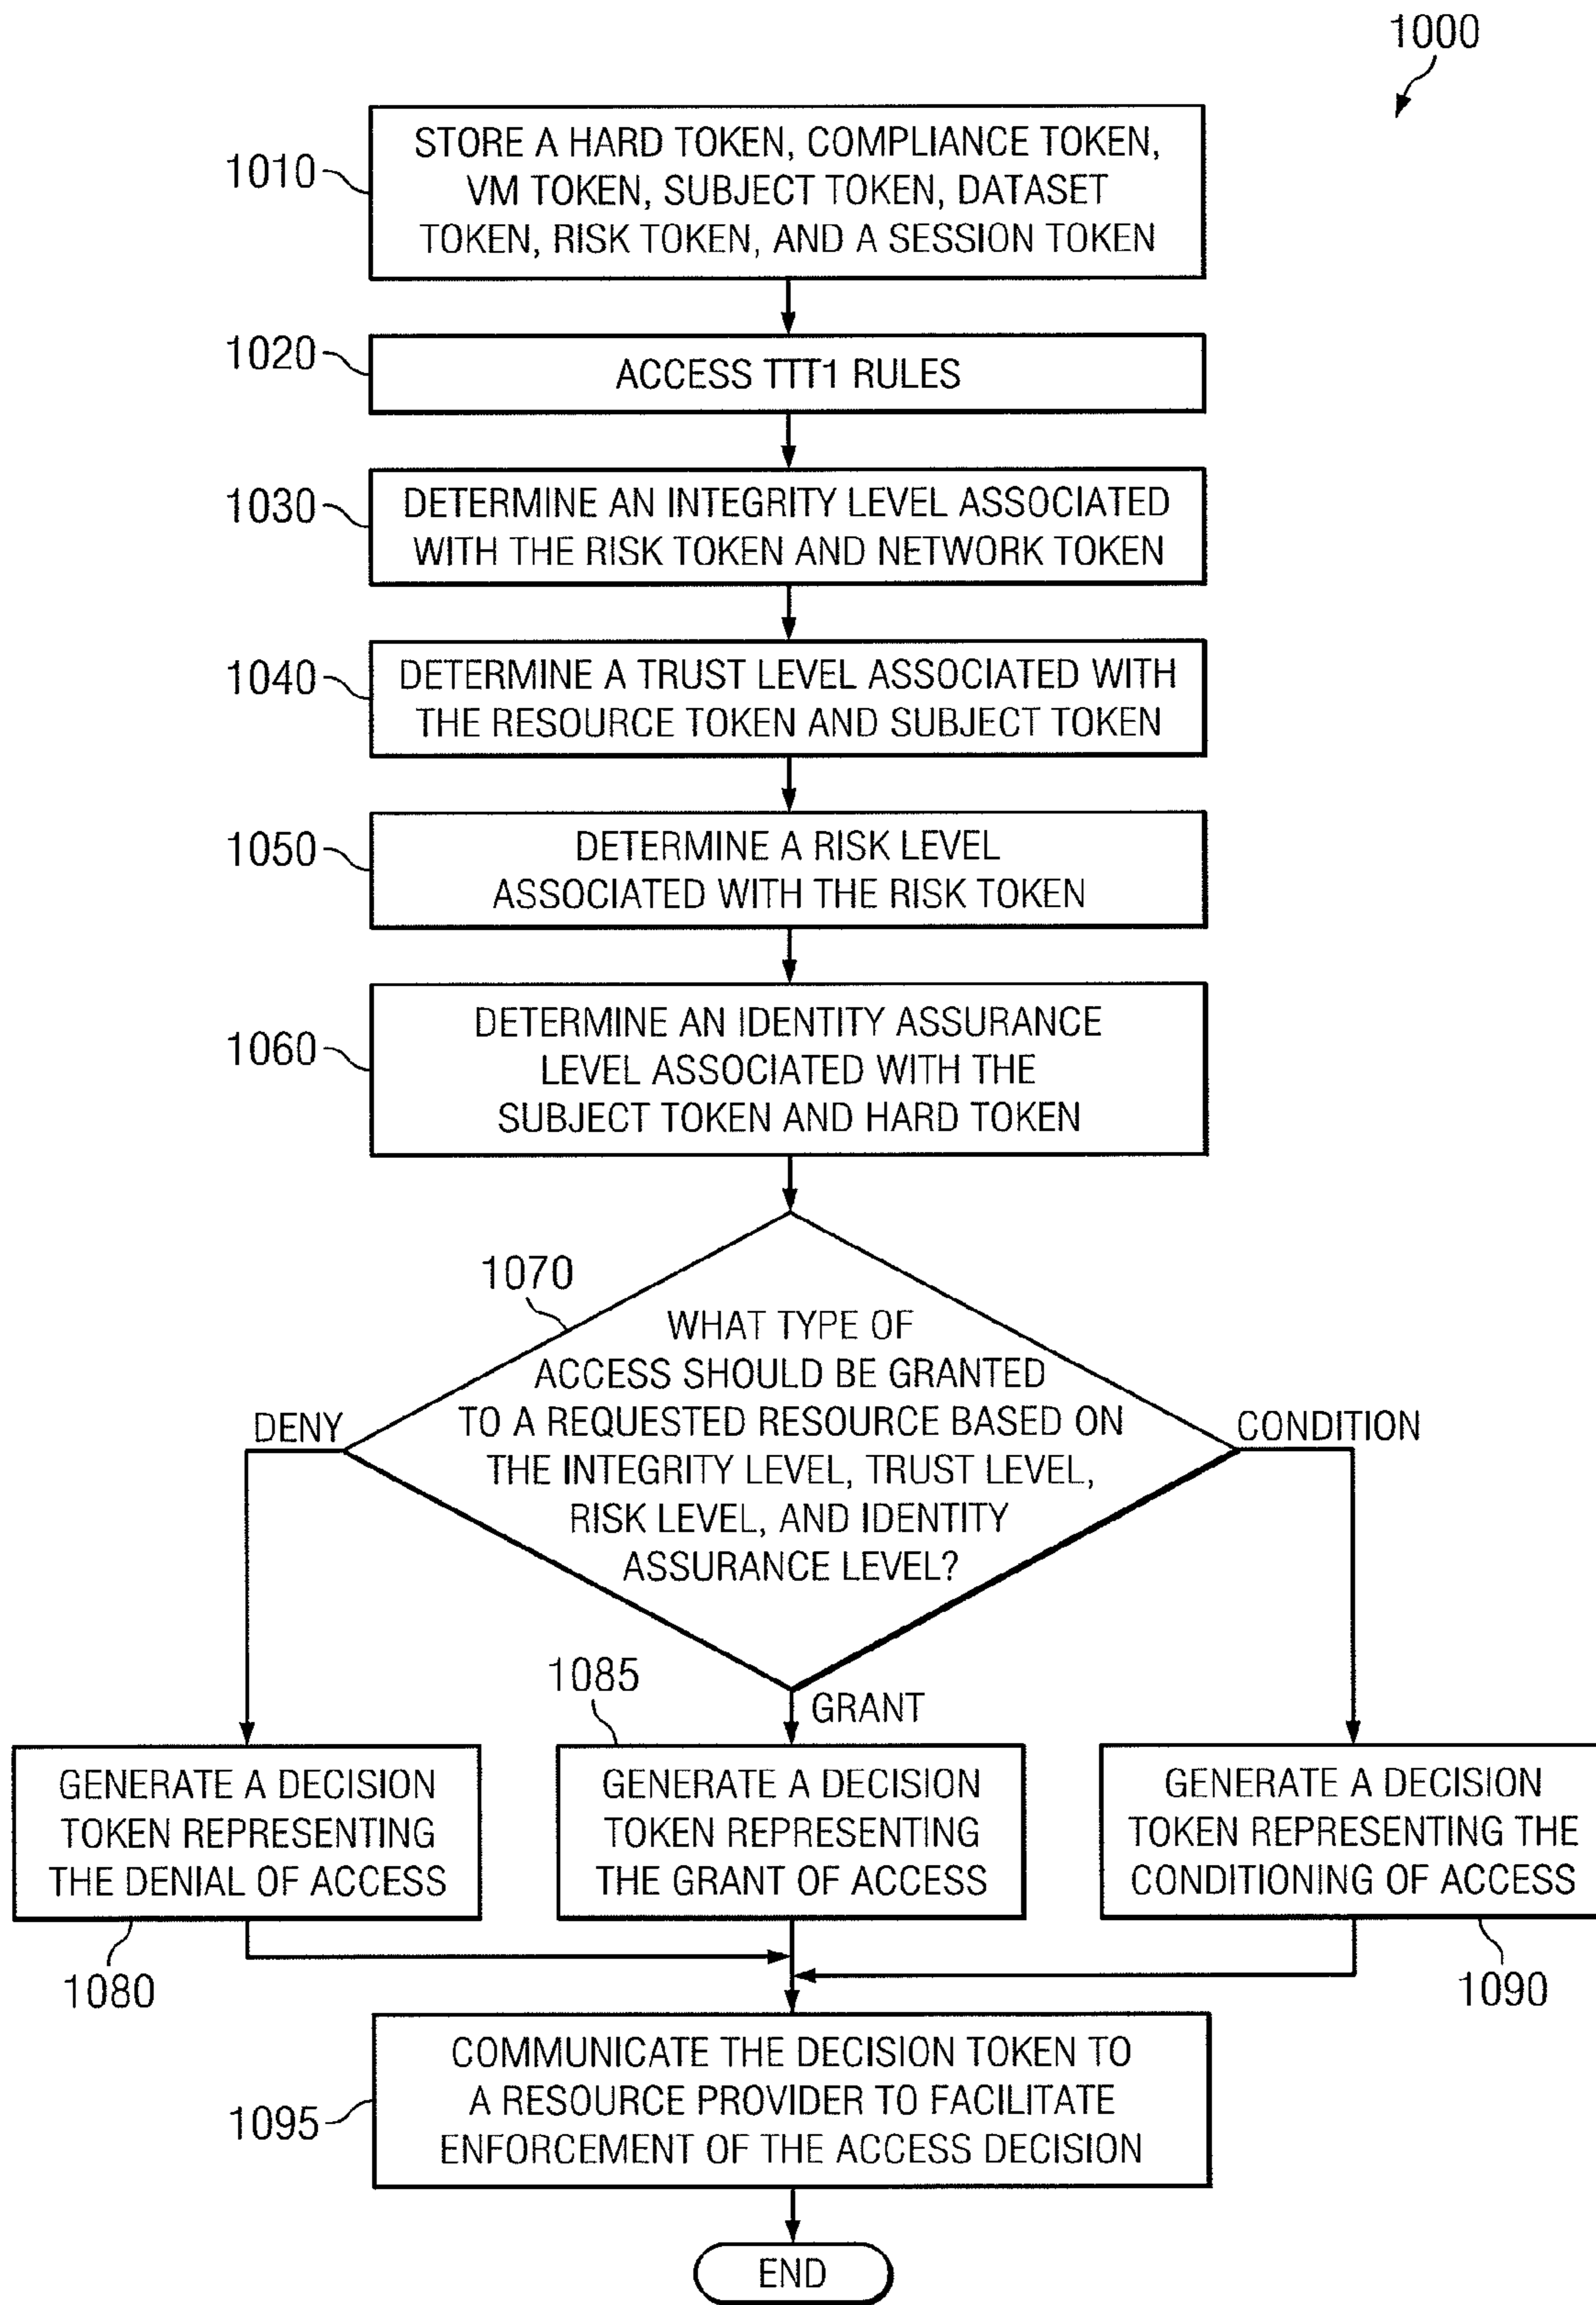 1000
1010
STORE A HARD TOKEN, COMPLIANCE TOKEN,
VM TOKEN, SUBJECT TOKEN, DATASET
TOKEN, RISK TOKEN, AND A SESSION TOKEN
1020
ACCESS TTT1 RULES
1030
DETERMINE AN INTEGRITY LEVEL ASSOCIATED
WITH THE RISK TOKEN AND NETWORK TOKEN
1040
DETERMINE A TRUST LEVEL ASSOCIATED WITH
THE RESOURCE TOKEN AND SUBJECT TOKEN
1050
DETERMINE A RISK LEVEL
ASSOCIATED WITH THE RISK TOKEN
1060
DETERMINE AN IDENTITY ASSURANCE
LEVEL ASSOCIATED WITH THE
SUBJECT TOKEN AND HARD TOKEN
1070
WHAT TYPE OF
ACCESS SHOULD BE GRANTED
TO A REQUESTED RESOURCE BASED ON
THE INTEGRITY LEVEL, TRUST LEVEL,
RISK LEVEL, AND IDENTITY
ASSURANCE LEVEL?
DENY
CONDITION
GRANT
GENERATE A DECISION
TOKEN REPRESENTING
THE DENIAL OF ACCESS
1080
1085
GENERATE A DECISION
TOKEN REPRESENTING
THE GRANT OF ACCESS
GENERATE A DECISION
TOKEN REPRESENTING THE
CONDITIONING OF ACCESS
1090
1095
COMMUNICATE THE DECISION TOKEN TO
A RESOURCE PROVIDER TO FACILITATE
ENFORCEMENT OF THE ACCESS DECISION
END